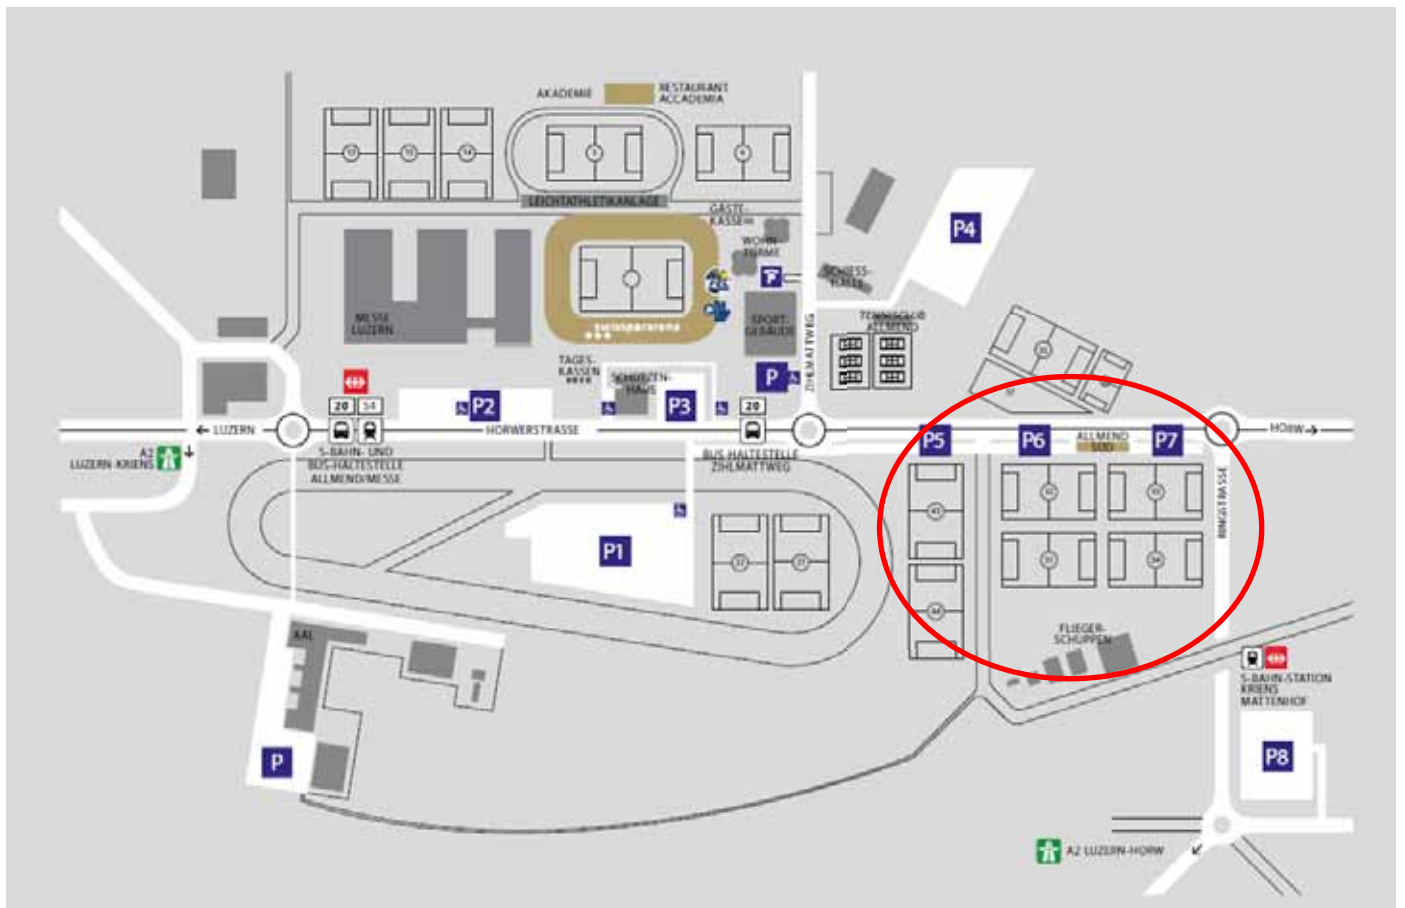 AKADEMIE
RESTAURANT
ACCADEMIA
14
LEICHTATHLETIKANLAGE
GÄSTE-
KASSE
WOHN-
TÜRME
P4
SCHIESS-
HALLE
MESSE
LUZERN
swissporarena
SPORT-
GEBÄUDE
TENNISCLUB
ALLMEND
ZIHLMATTWEG
TAGES-
KASSEN
SCHÜTZEN-
HAUS
P
P2
P3
20
54
20
← LUZERN
HORWERSTRASSE
HORW→
P5
P6
ALLMEND
SÜD
P7
A2
LUZERN-KRIENS
S-BAHN- UND
BUS-HALTESTELLE
ALLMEND/MESSE
BUS-HALTESTELLE
ZIHLMATTWEG
RINGSTRASSE
P1
FLIEGER-
SCHUPPEN
AAL
S-BAHN-STATION
KRIENS
MATTENHOF
P
P8
A2 LUZERN-HORW